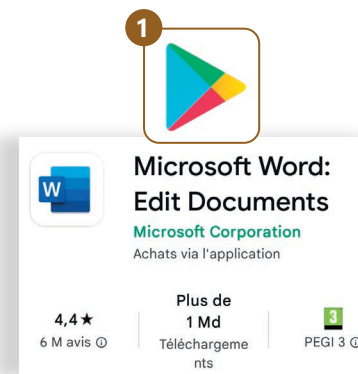 1
Microsoft Word:
W
Edit Documents
Microsoft Corporation
Achats via l'application
4,4★
6 M avis ⓘ
Plus de
1 Md
Téléchargeme
nts
3
PEGI 3 ⓘ